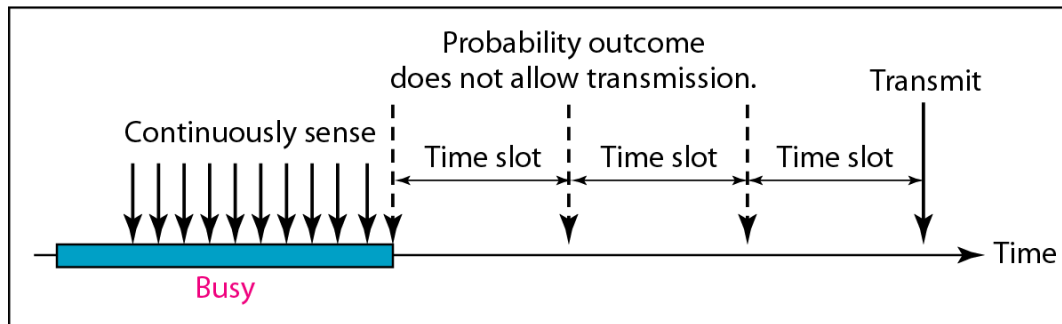 Probability outcome
does not allow transmission.
Transmit
Continuously sense
Time slot
Time slot
Time slot
Time
Busy